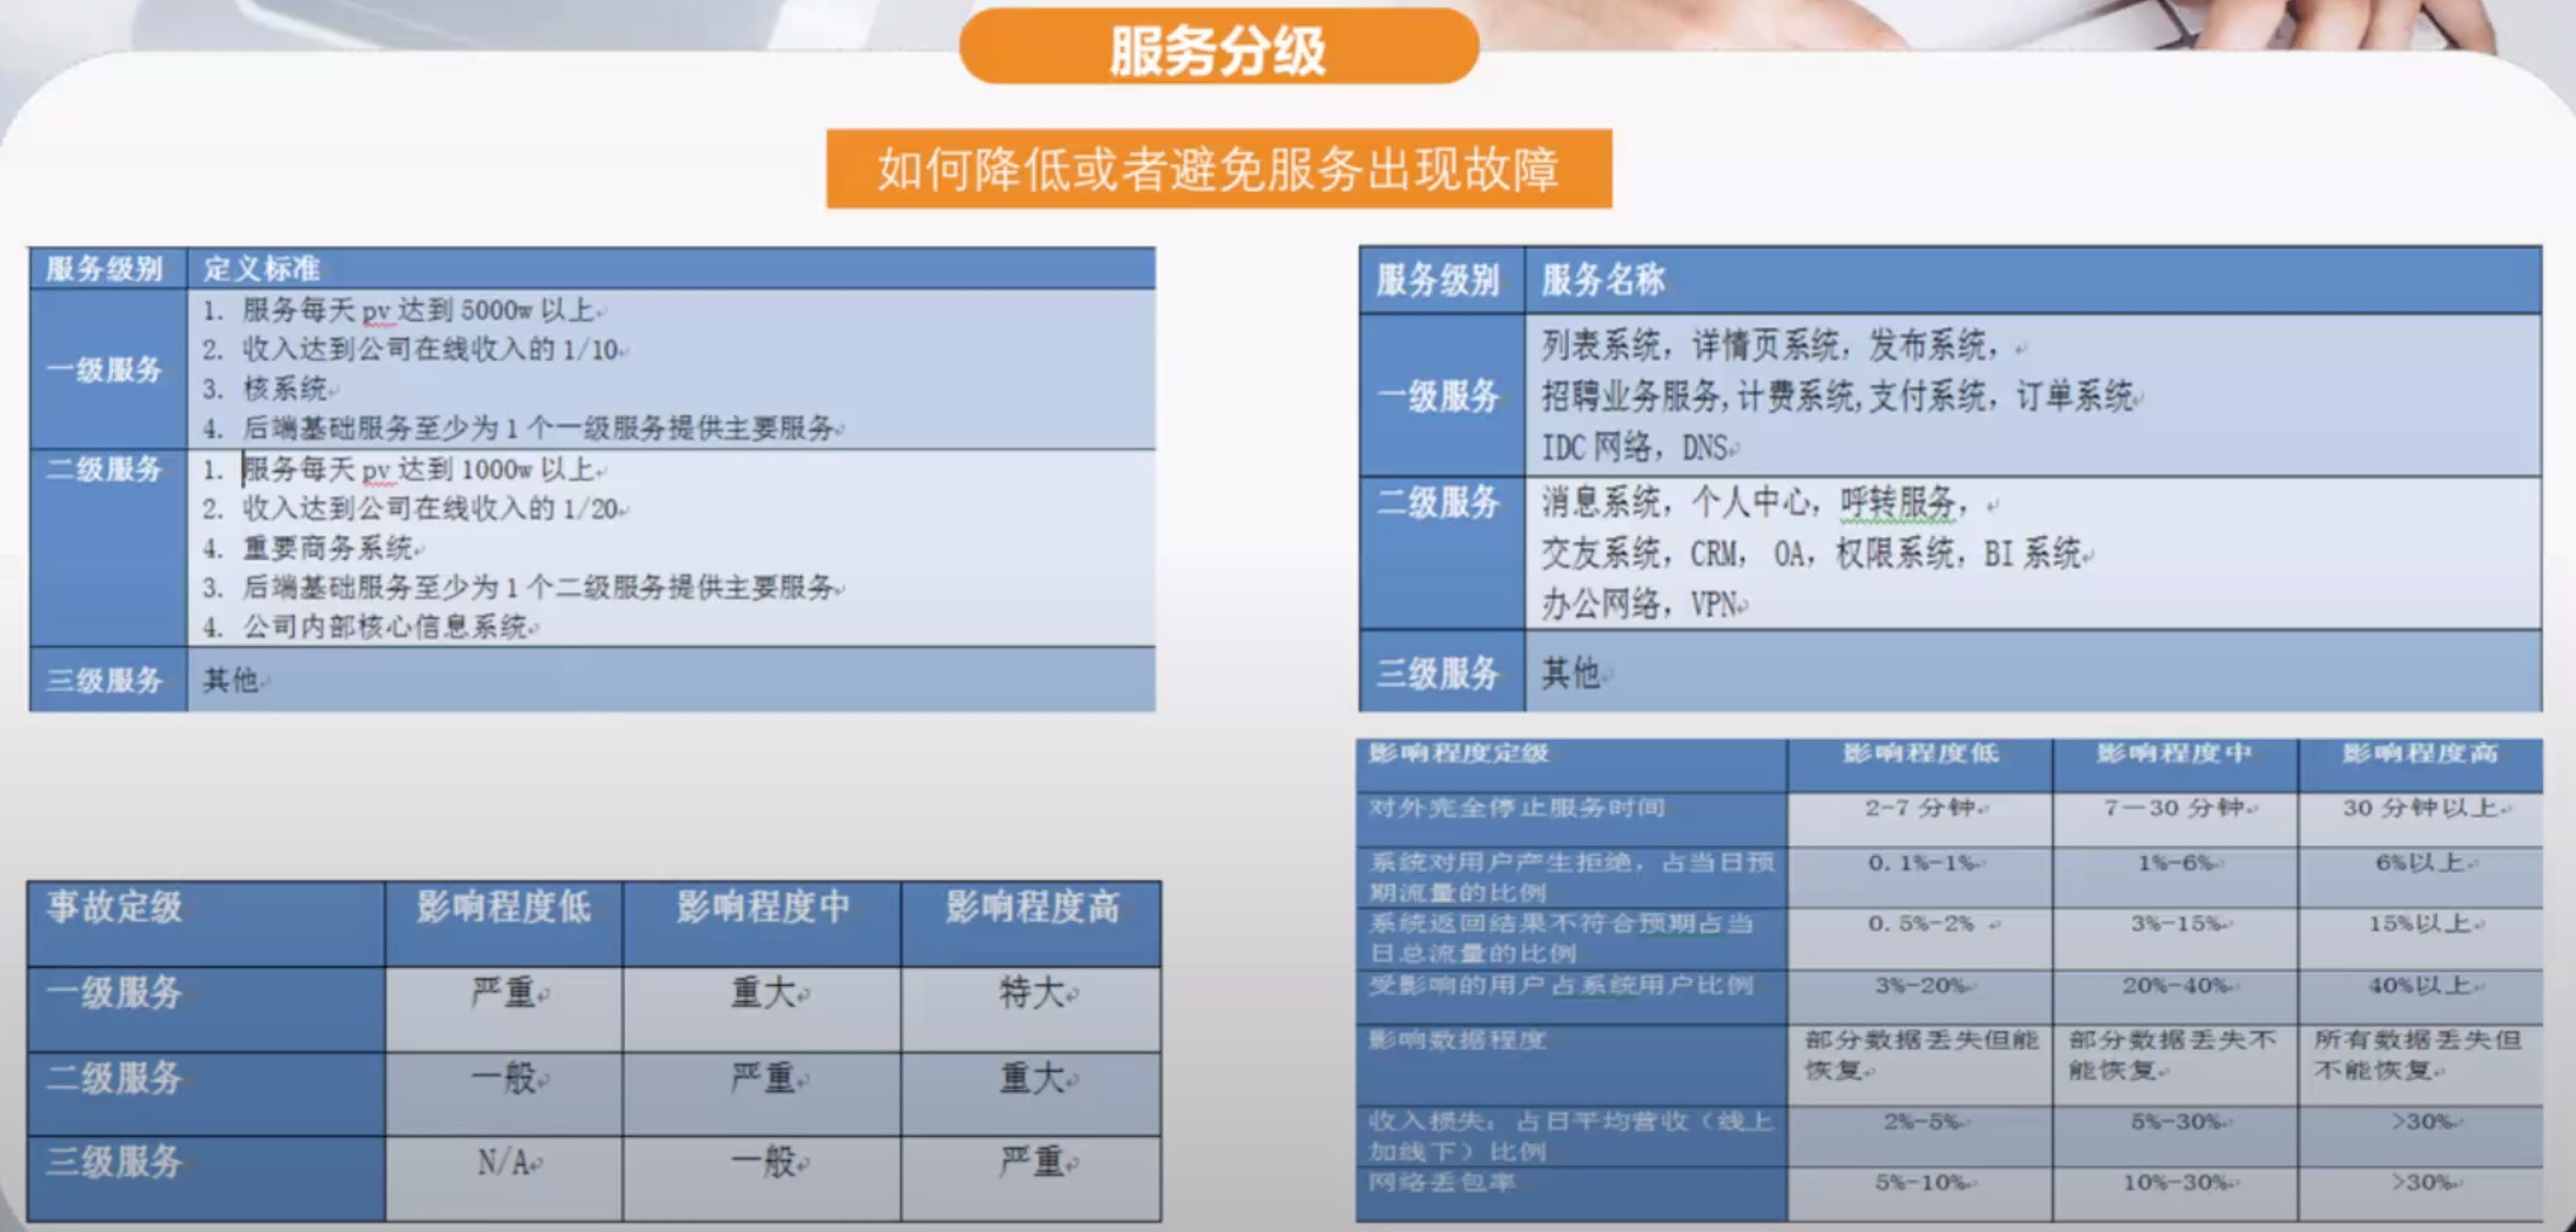 服务分级
如何降低或者避免服务出现故障
服务级别 定义标准
一级服务
1. 服务每天 pv 达到 5000w 以上
2. 收入达到公司在线收入的 1/10
3. 核系统
4. 后端基础服务至少为 1 个一级服务提供主要服务
二级服务
1. 服务每天 pv 达到 1000w 以上
2. 收入达到公司在线收入的 1/20
4. 重要商务系统
3. 后端基础服务至少为 1 个二级服务提供主要服务
4. 公司内部核心信息系统
三级服务 其他
服务级别 服务名称
一级服务
列表系统，详情页系统，发布系统，
招聘业务服务,计费系统,支付系统，订单系统
IDC 网络，DNS
二级服务
消息系统，个人中心，呼转服务，
交友系统，CRM， OA，权限系统，BI 系统
办公网络，VPN
三级服务 其他
事故定级 影响程度低 影响程度中 影响程度高
一级服务 严重 重大 特大
二级服务 一般 严重 重大
三级服务 N/A 一般 严重
影响程度定级 影响程度低 影响程度中 影响程度高
对外完全停止服务时间 2-7 分钟 7—30 分钟 30 分钟以上
系统对用户产生拒绝，占当日预 0.1%-1% 1%-6% 6%以上
期流量的比例
系统返回结果不符合预期占当 0.5%-2% 3%-15% 15%以上
日总流量的比例
受影响的用户占系统用户比例 3%-20% 20%-40% 40%以上
影响数据程度 部分数据丢失但能 部分数据丢失不 所有数据丢失但
恢复 能恢复 不能恢复
收入损失：占日平均营收（线上 2%-5% 5%-30% >30%
加线下）比例
网络丢包率 5%-10% 10%-30% >30%